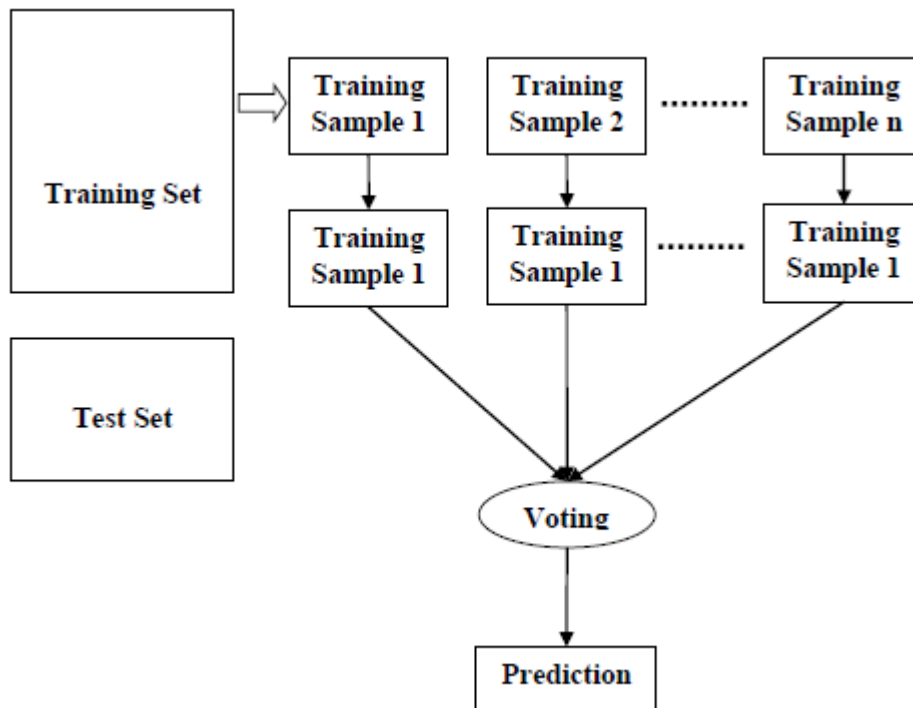 Training
Sample 1
Training
Sample 2
.........
Training
Sample n
Training Set
Training
Sample 1
Training
Sample 1
.........
Training
Sample 1
Test Set
Voting
Prediction